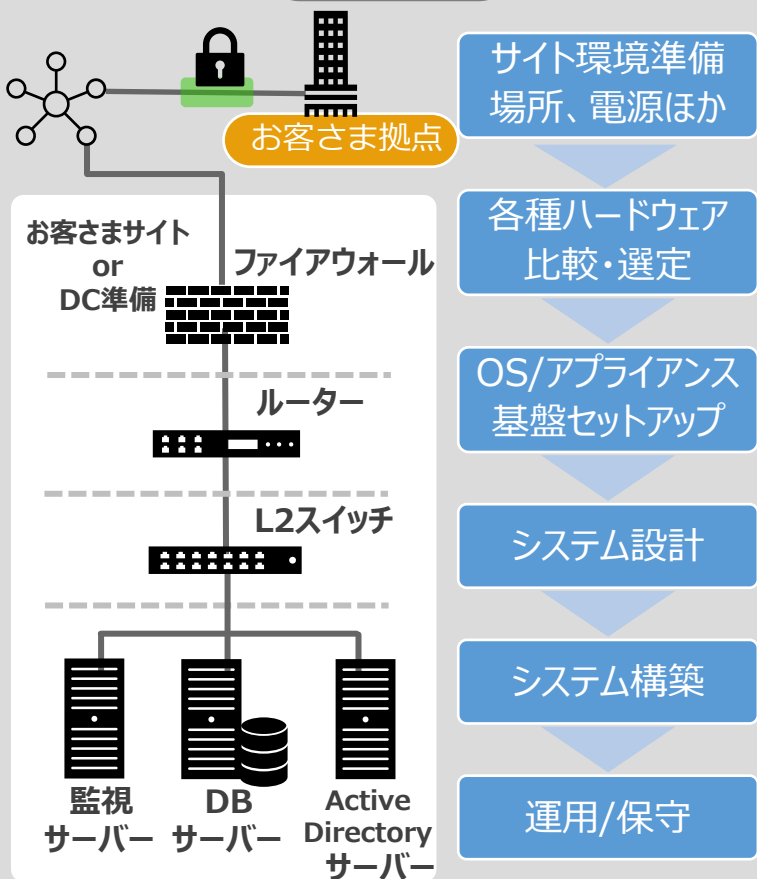 お客さま拠点
お客さまサイト
or
DC準備
ファイアウォール
ルーター
L2スイッチ
監視
サーバー
DB
サーバー
Active
Directory
サーバー
サイト環境準備
場所、電源ほか
各種ハードウェア
比較・選定
OS/アプライアンス
基盤セットアップ
システム設計
システム構築
運用/保守